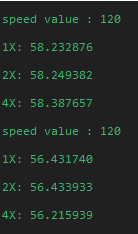 speed value : 120
1X: 58.232876
2X: 58.249382
4X: 58.387657
speed value : 120
1X: 56.431740
2X: 56.433933
4X: 56.215939